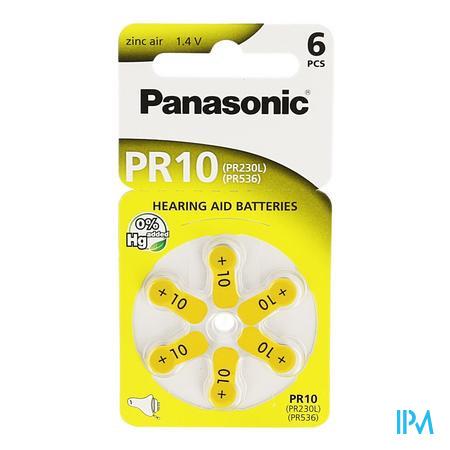 zinc air 1.4 V
6
PCS
Panasonic®
PR10 (PR230L)
(PR536)
HEARING AID BATTERIES
0%
Hg added
+ 10
+ 10
+ 10
+ 10
+ 10
+ 10
PR10
(PR230L)
(PR536)
IPM